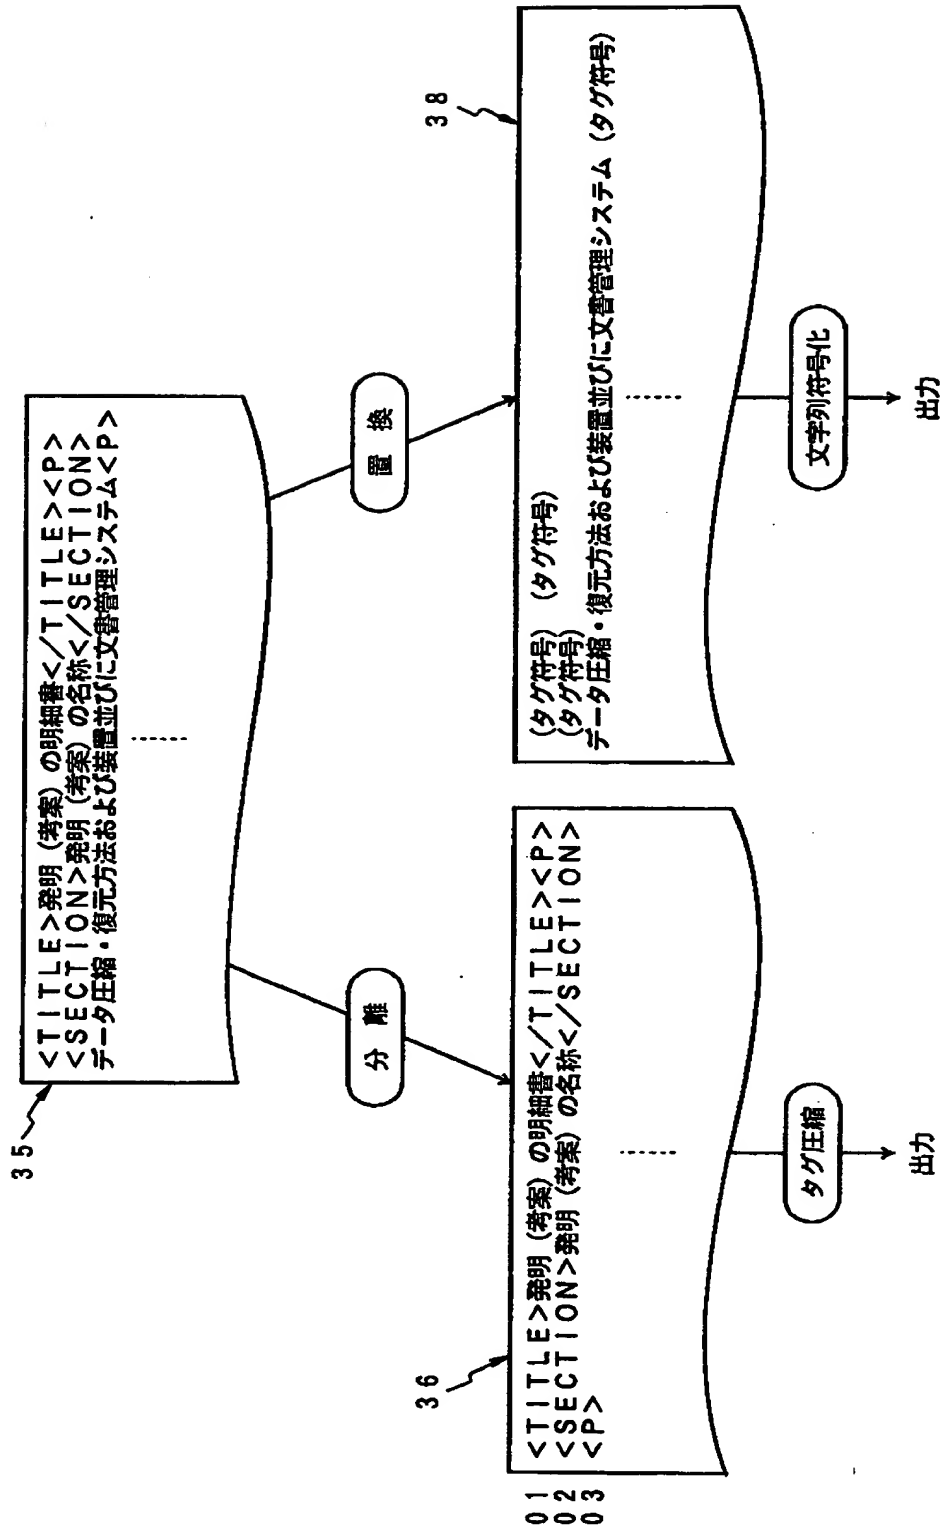 35
<TITLE>発明(考案)の明細書</TITLE><P>
<SECTION>発明(考案)の名称</SECTION>
データ圧縮・復元方法および装置並びに文書管理システム<P>
分離
置換
36
01 <TITLE>発明(考案)の明細書</TITLE><P>
02 <SECTION>発明(考案)の名称</SECTION>
03 <P>
タグ圧縮
出力
38
(タグ符号) (タグ符号)
(タグ符号)
データ圧縮・復元方法および装置並びに文書管理システム(タグ符号)
文字列符号化
出力